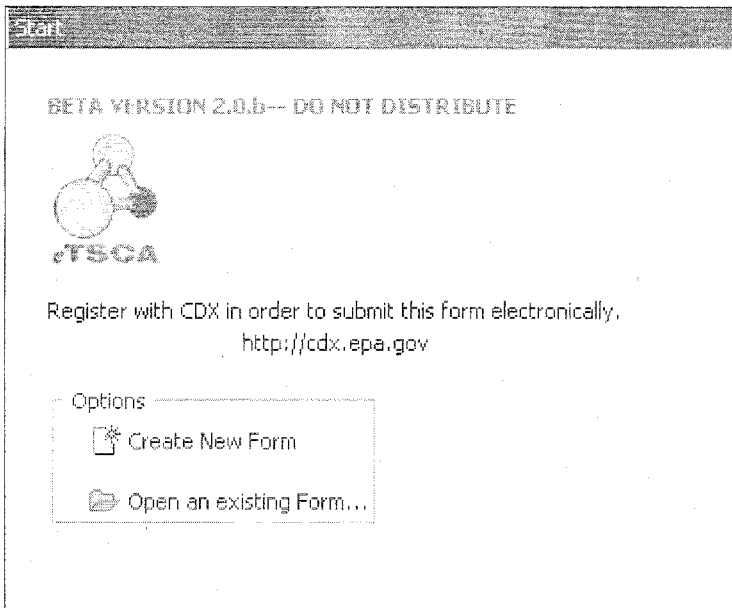 Start
BETA VERSION 2.0.b-- DO NOT DISTRIBUTE
eTSCA
Register with CDX in order to submit this form electronically.
http://cdx.epa.gov
Options
Create New Form
Open an existing Form...